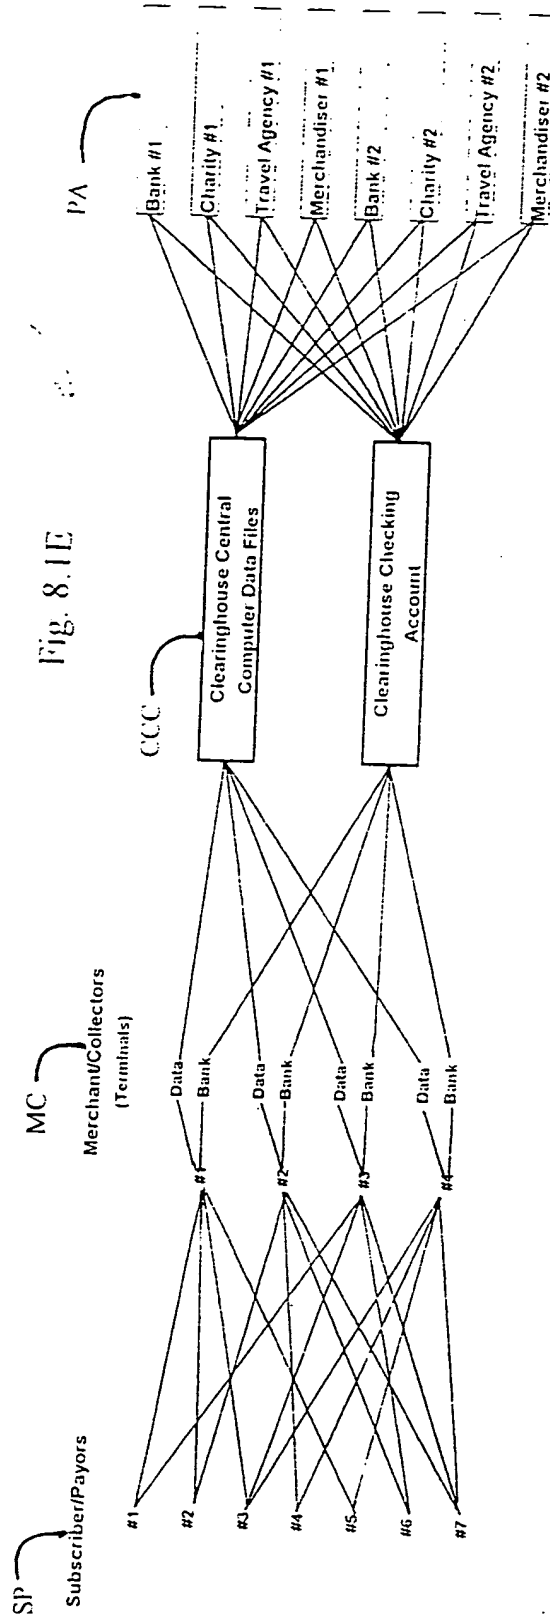 Fig. 8.1E
SP
Subscriber/Payors
#1
#2
#3
#4
#5
#6
#7
MC
Merchant/Collectors
(Terminals)
#1
Data
Bank
#2
Data
Bank
#3
Data
Bank
#4
Data
Bank
CCC
Clearinghouse Central
Computer Data Files
Clearinghouse Checking
Account
PA
Bank #1
Charity #1
Travel Agency #1
Merchandiser #1
Bank #2
Charity #2
Travel Agency #2
Merchandiser #2